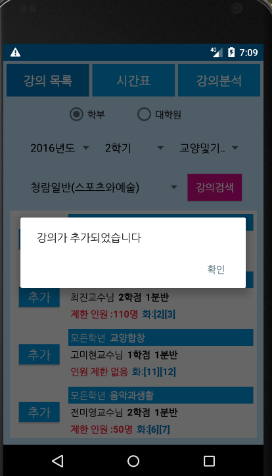 7:09
강의 목록 시간표 강의분석
학부 대학원
2016년도 2학기 교양및기..
청림일반(스포츠와예술) 강의검색
강의가 추가되었습니다
확인
추가
최진교수님 2학점 1분반
제한 인원 :110명 화:[2][3]
모든학년 교양합창
추가
고미현교수님 1학점 1분반
인원 제한 없음 화:[11][12]
모든학년 음악과생활
추가
전미영교수님 2학점 1분반
제한 인원 :50명 화:[6][7]